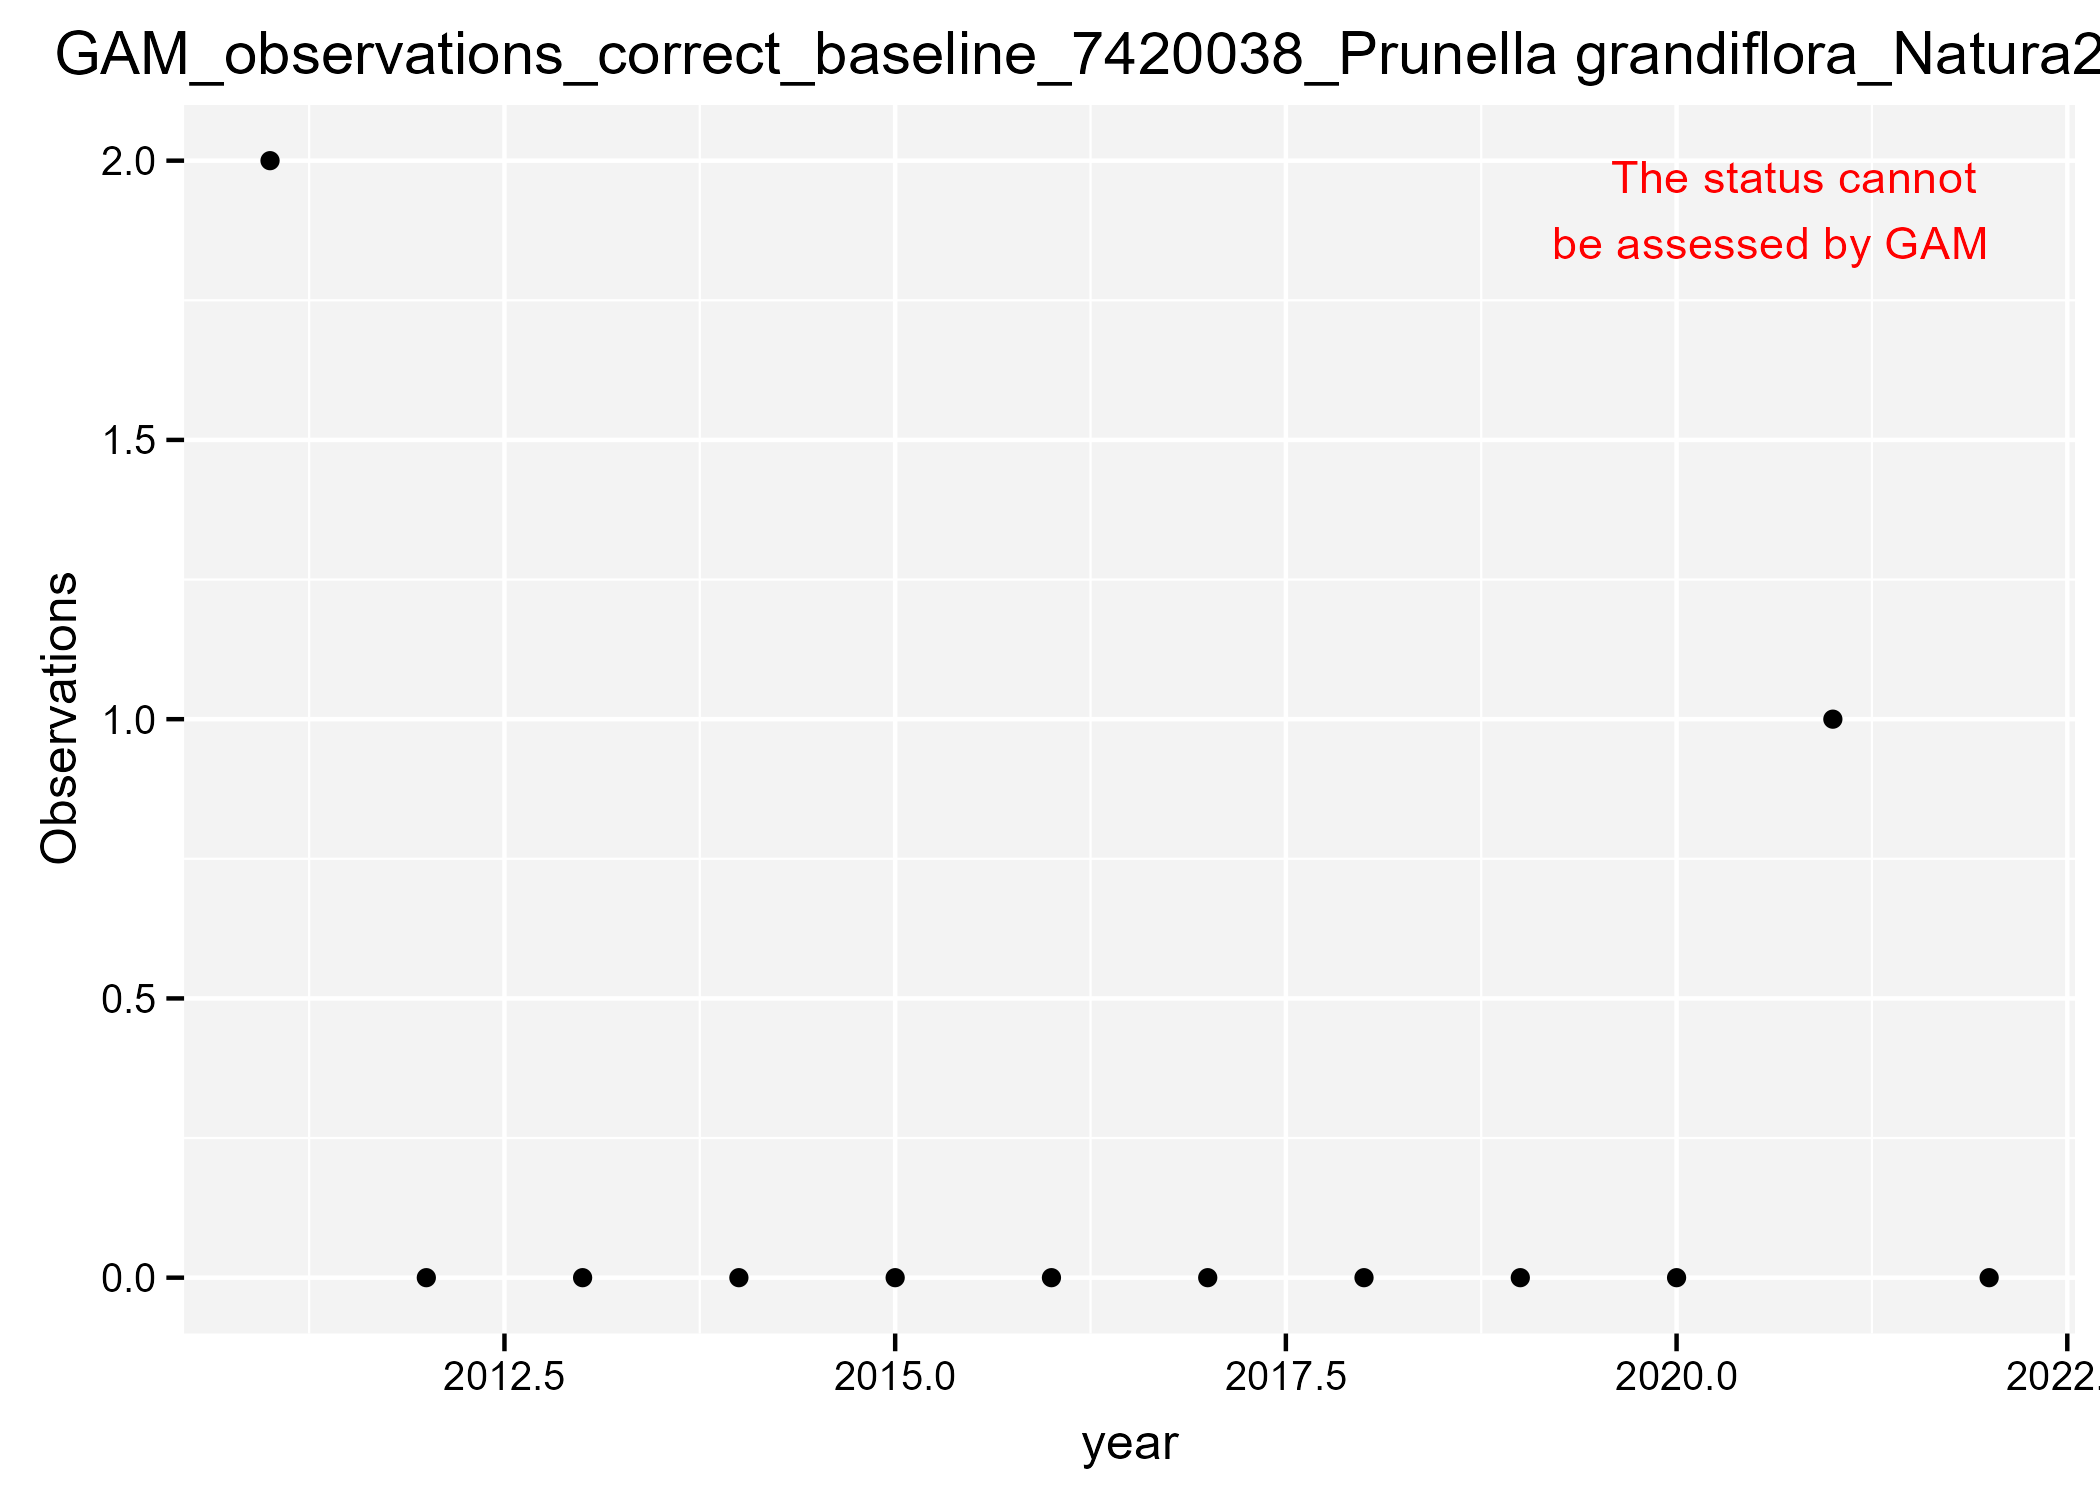 GAM_observations_correct_baseline_7420038_Prunella grandiflora_Natura2
2.0
The status cannot
be assessed by GAM
1.5
Observations
1.0
0.5
0.0
2012.5 2015.0 2017.5 2020.0 2022.
year